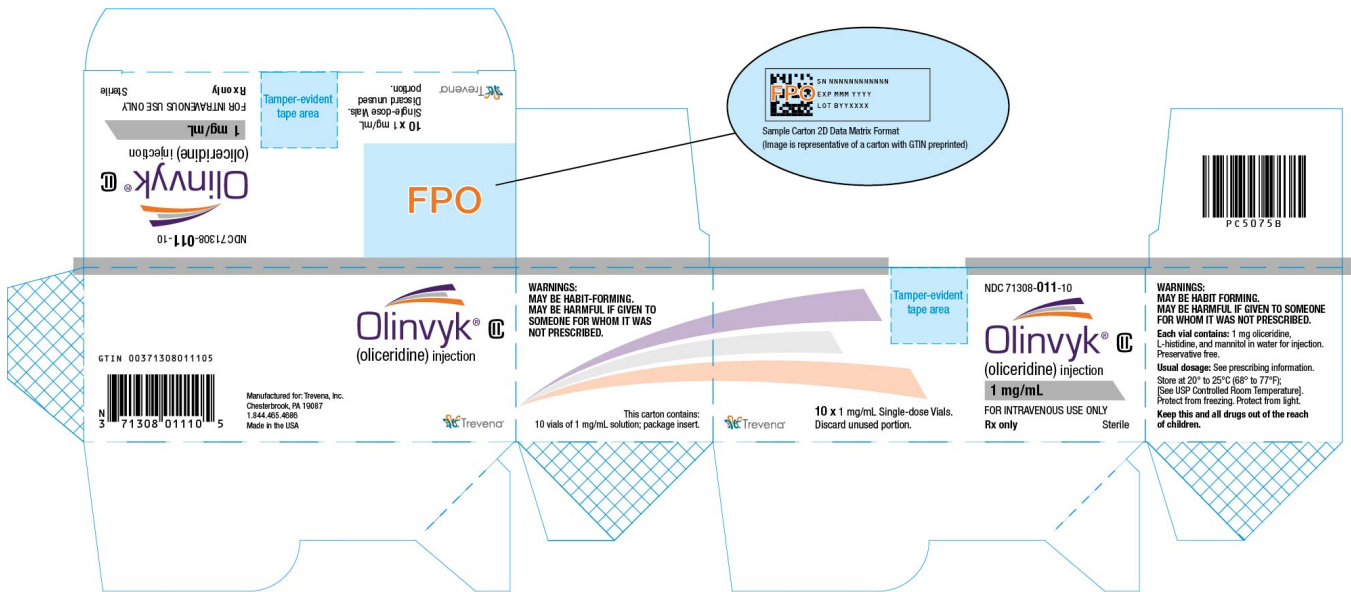 NDC 71308-011-10
Olinvyk®
CII
(oliceridine) injection
1 mg/mL
FOR INTRAVENOUS USE ONLY
Rx only
Sterile
Tamper-evident
tape area
10 x 1 mg/mL
Single-dose Vials.
Discard unused
portion.
Trevena®
FPO
FPO
SN NNNNNNNNNNNN
EXP MMM YYYY
LOT BYYXXXX
Sample Carton 2D Data Matrix Format
(Image is representative of a carton with GTIN preprinted)
PC5075B
Olinvyk®
CII
(oliceridine) injection
GTIN 00371308011105
N
3 71308 01110 5
Manufactured for: Trevena, Inc.
Chesterbrook, PA 19087
1.844.465.4686
Made in the USA
Trevena®
WARNINGS:
MAY BE HABIT-FORMING.
MAY BE HARMFUL IF GIVEN TO
SOMEONE FOR WHOM IT WAS
NOT PRESCRIBED.
This carton contains:
10 vials of 1 mg/mL solution; package insert.
Trevena®
10 x 1 mg/mL Single-dose Vials.
Discard unused portion.
Tamper-evident
tape area
NDC 71308-011-10
Olinvyk®
CII
(oliceridine) injection
1 mg/mL
FOR INTRAVENOUS USE ONLY
Rx only
Sterile
WARNINGS:
MAY BE HABIT FORMING.
MAY BE HARMFUL IF GIVEN TO SOMEONE
FOR WHOM IT WAS NOT PRESCRIBED.
Each vial contains: 1 mg oliceridine,
L-histidine, and mannitol in water for injection.
Preservative free.
Usual dosage: See prescribing information.
Store at 20° to 25°C (68° to 77°F);
[See USP Controlled Room Temperature].
Protect from freezing. Protect from light.
Keep this and all drugs out of the reach
of children.